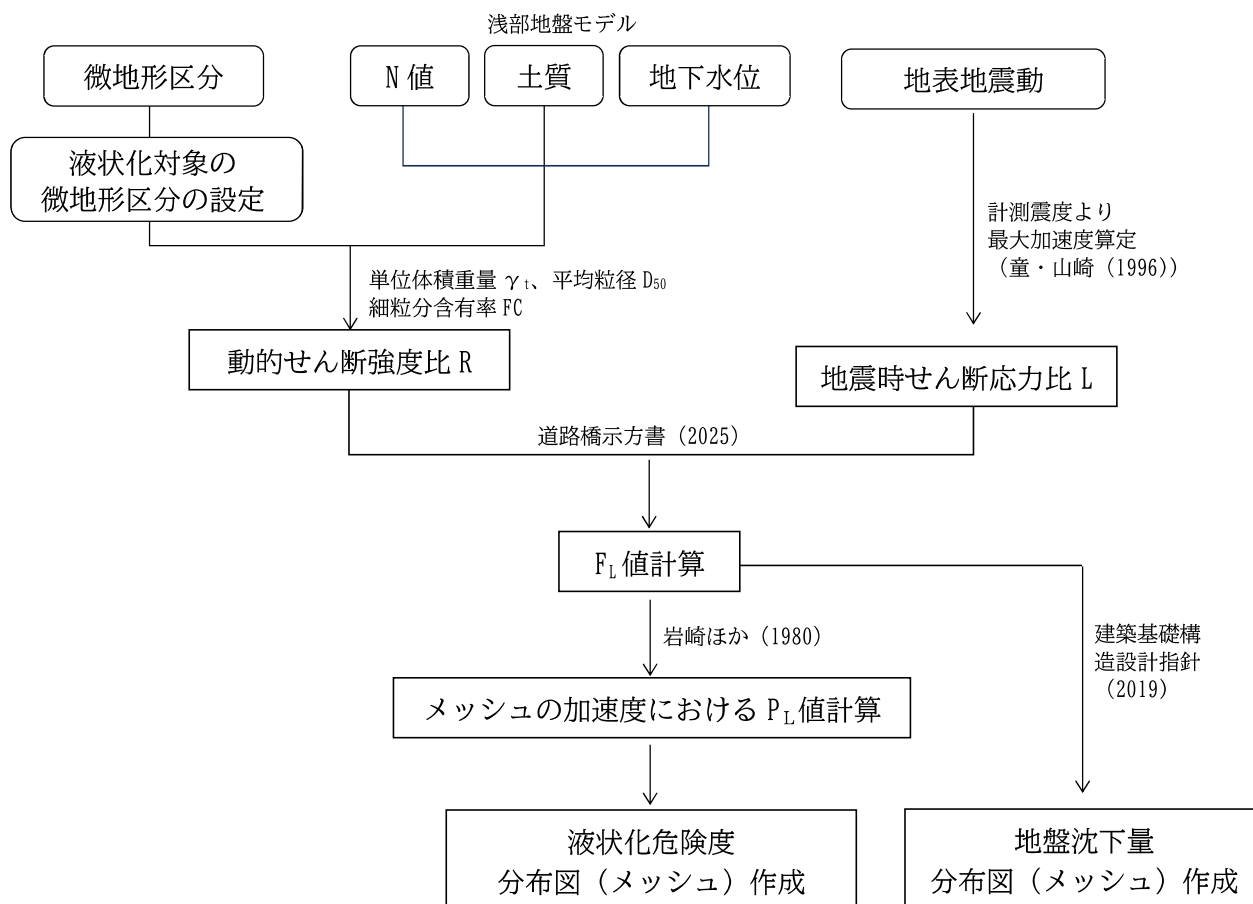 浅部地盤モデル
微地形区分
N 値
土質
地下水位
地表地震動
液状化対象の
微地形区分の設定
計測震度より
最大加速度算定
（童・山崎（1996））
単位体積重量 γt、平均粒径 D50
細粒分含有率 FC
動的せん断強度比 R
地震時せん断応力比 L
道路橋示方書（2025）
FL 値計算
岩崎ほか（1980）
建築基礎構
造設計指針
（2019）
メッシュの加速度における PL 値計算
液状化危険度
分布図（メッシュ）作成
地盤沈下量
分布図（メッシュ）作成